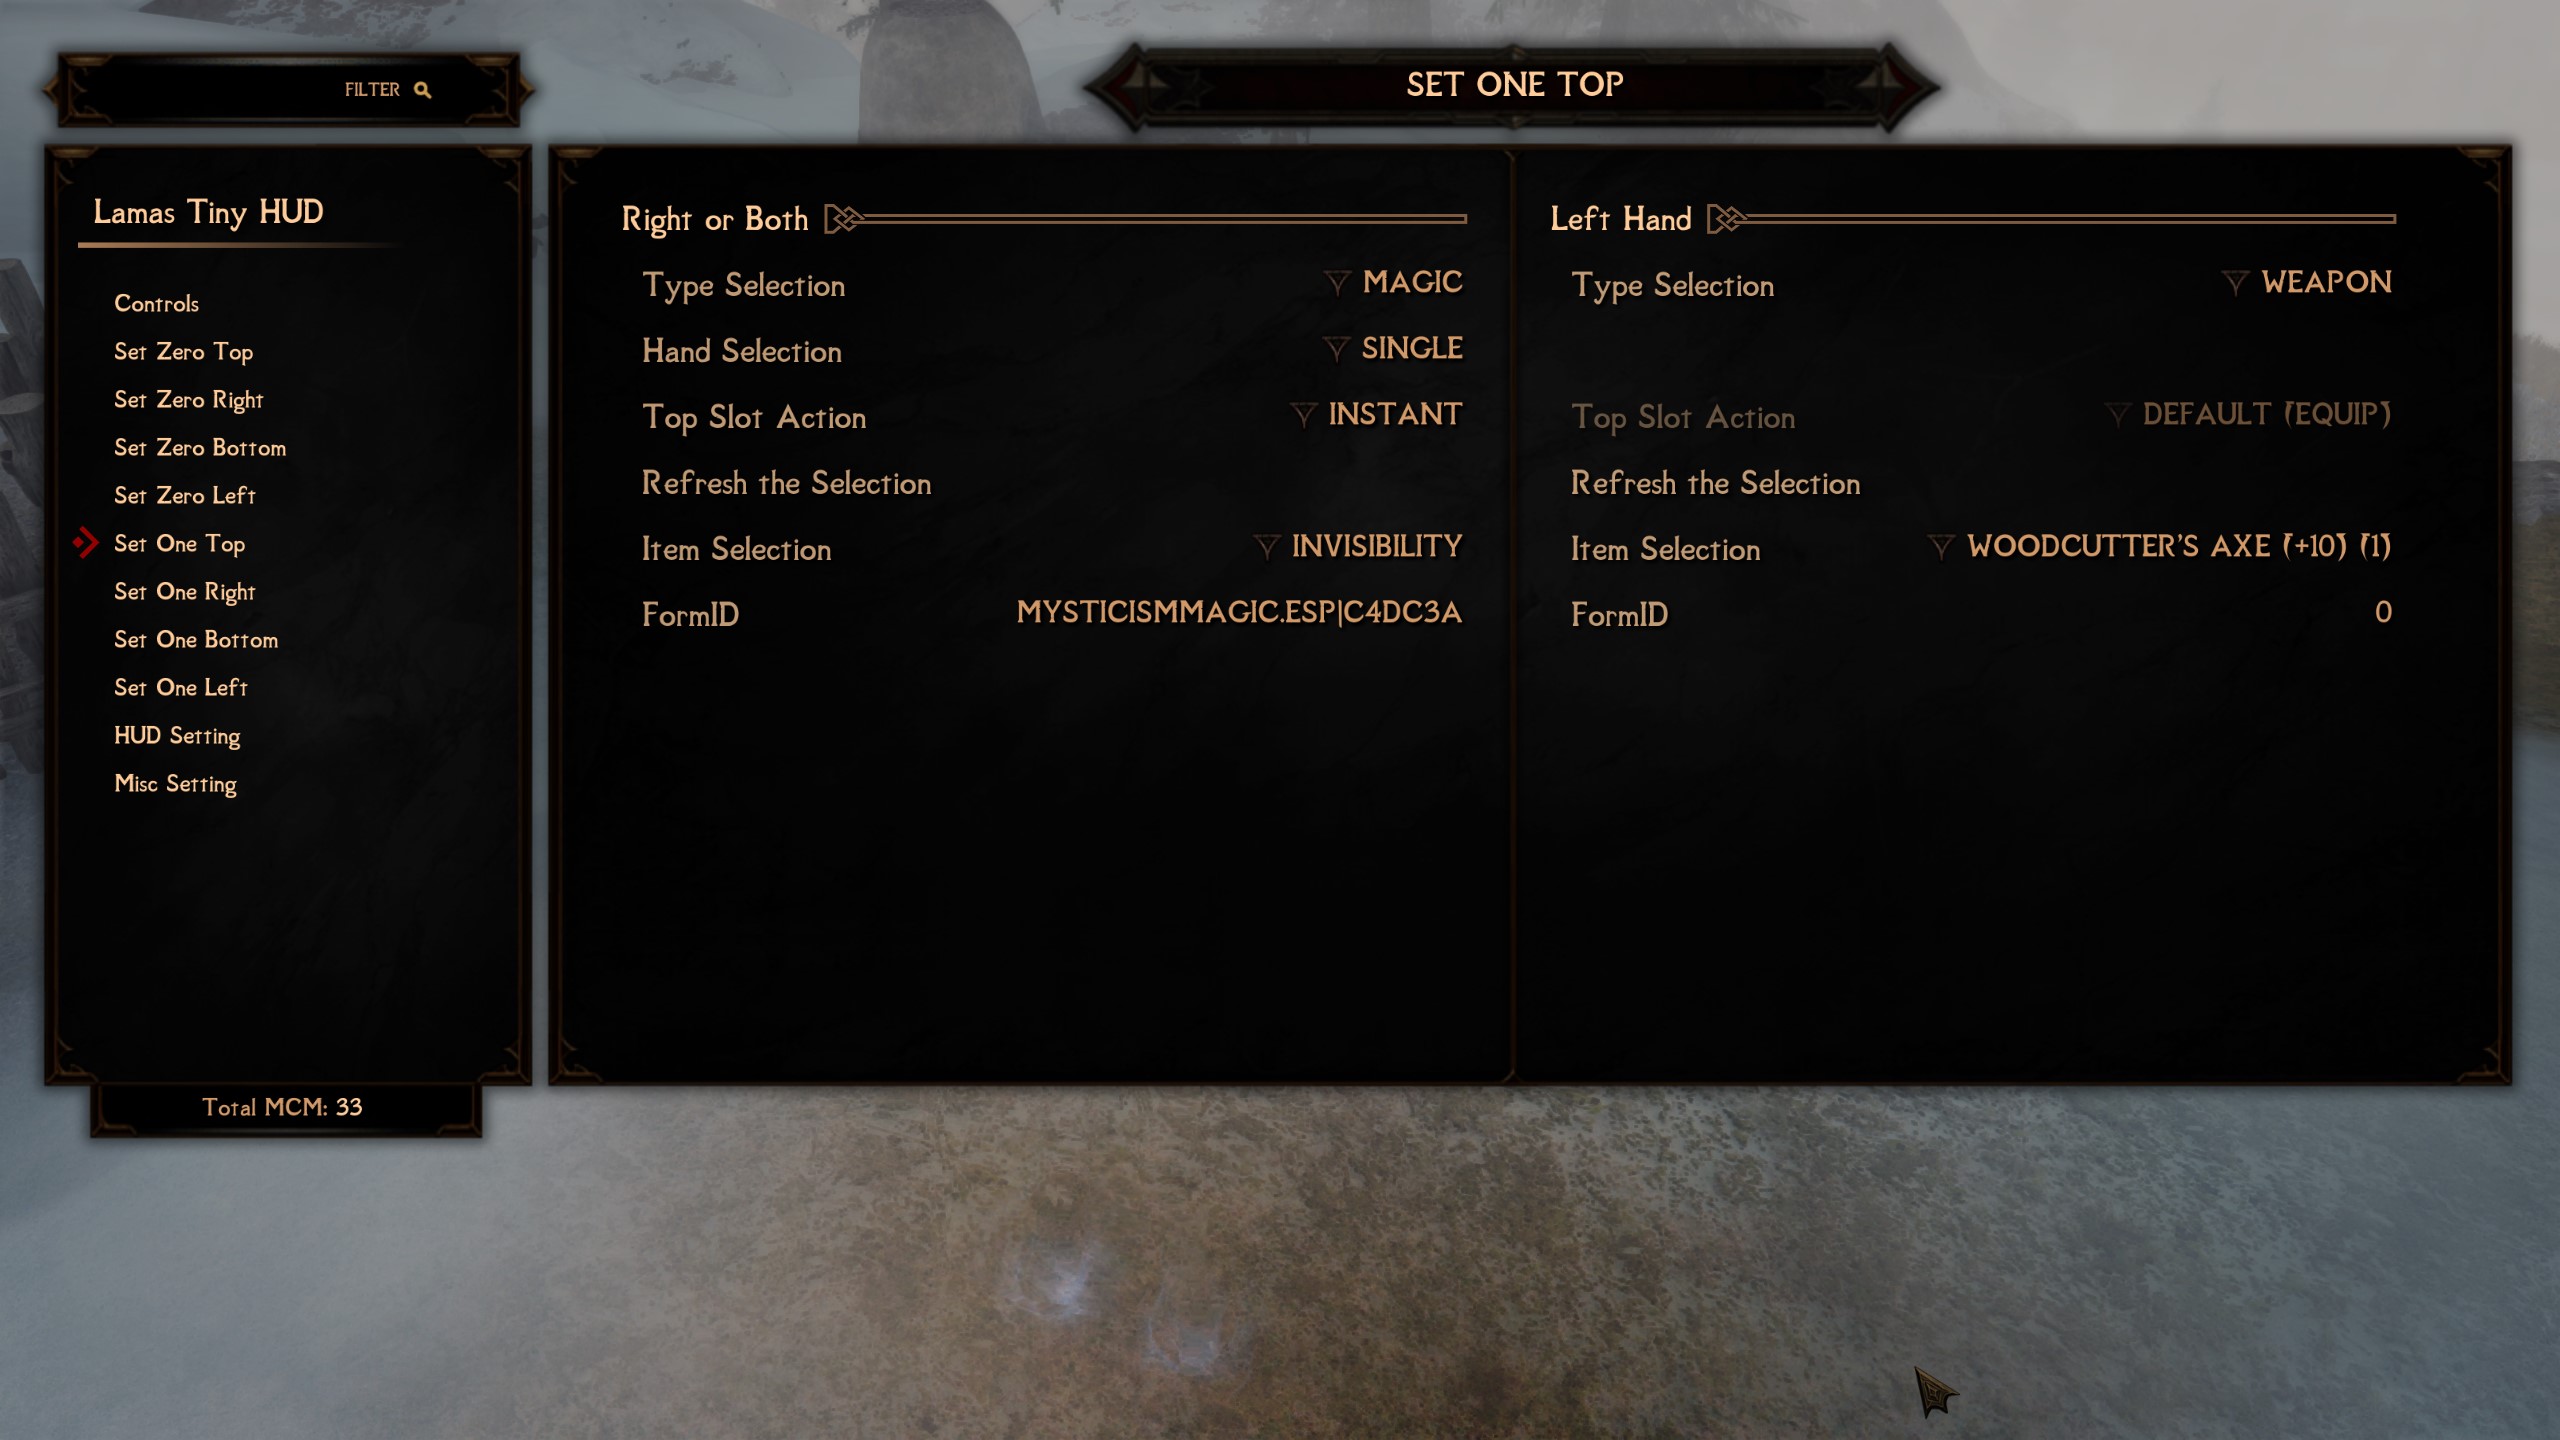 FILTER
SET ONE TOP
Lamas Tiny HUD
Controls
Set Zero Top
Set Zero Right
Set Zero Bottom
Set Zero Left
Set One Top
Set One Right
Set One Bottom
Set One Left
HUD Setting
Misc Setting
Total MCM: 33
Right or Both
Type Selection MAGIC
Hand Selection SINGLE
Top Slot Action INSTANT
Refresh the Selection
Item Selection INVISIBILITY
FormID MYSTICISMMAGIC.ESP|C4DC3A
Left Hand
Type Selection WEAPON
Top Slot Action DEFAULT (EQUIP)
Refresh the Selection
Item Selection WOODCUTTER'S AXE (+10) (1)
FormID 0